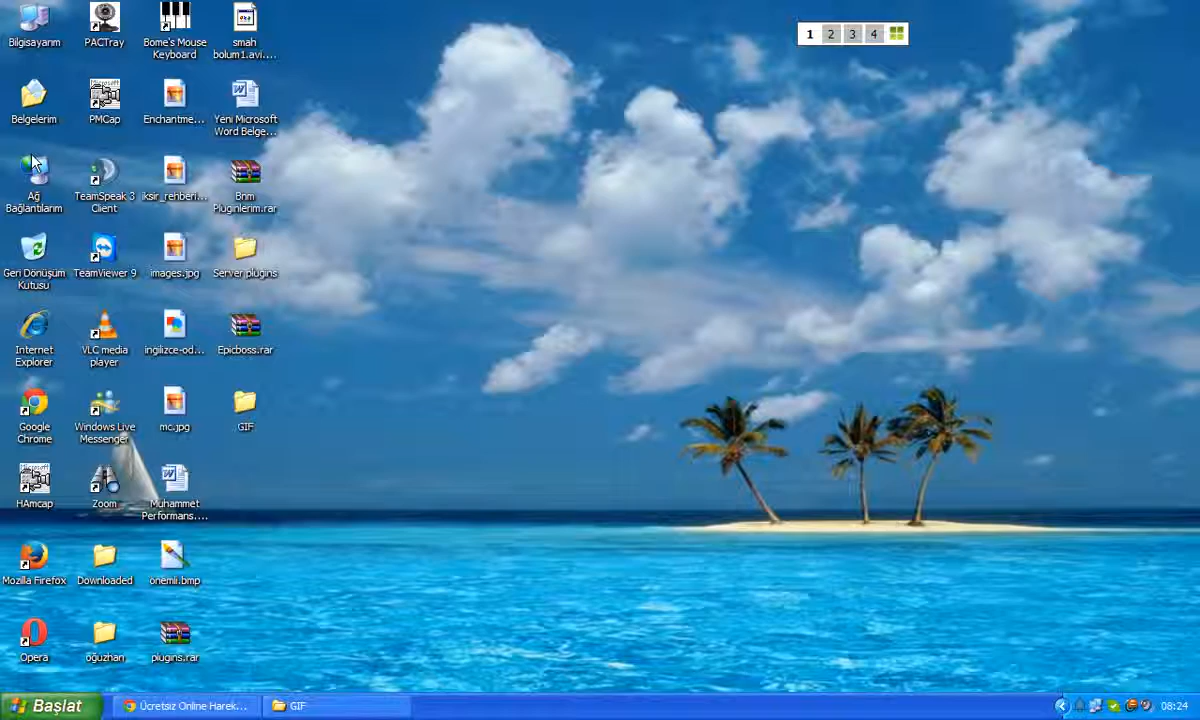 Bilgisayarım
PACTray
Bome's Mouse
Keyboard
smah
bolum1.avi....
1 2 3 4
Belgelerim
Microsoft
PMCap
Enchantme...
Yeni Microsoft
Word Belge...
Ağ
Bağlantılarım
TeamSpeak 3
Client
iksir_rehberi...
Bnm
Pluginlerim.rar
Geri Dönüşüm
Kutusu
TeamViewer 9
images.jpg
Server plugins
Internet
Explorer
VLC media
player
ingilizce-od...
Epicboss.rar
Google
Chrome
Windows Live
Messenger
mc.jpg
GIF
Microsoft
HAmcap
Zoom
Muhammet
Performans....
Mozilla Firefox
Downloaded
onemli.bmp
Opera
oğuzhan
plugins.rar
Başlat
Ücretsiz Online Harek...
GIF
08:24